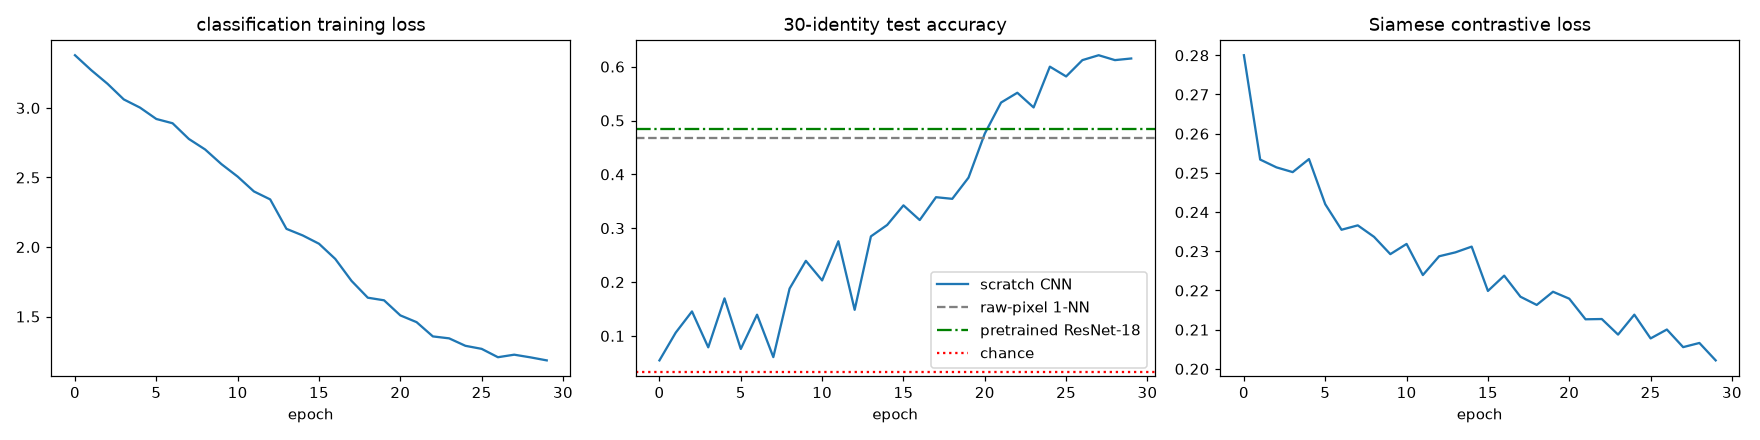 classification training loss
3.0
2.5
2.0
1.5
0 5 10 15 20 25 30
epoch
30-identity test accuracy
0.6
0.5
0.4
0.3
0.2
0.1
scratch CNN
raw-pixel 1-NN
pretrained ResNet-18
chance
0 5 10 15 20 25 30
epoch
Siamese contrastive loss
0.28
0.27
0.26
0.25
0.24
0.23
0.22
0.21
0.20
0 5 10 15 20 25 30
epoch